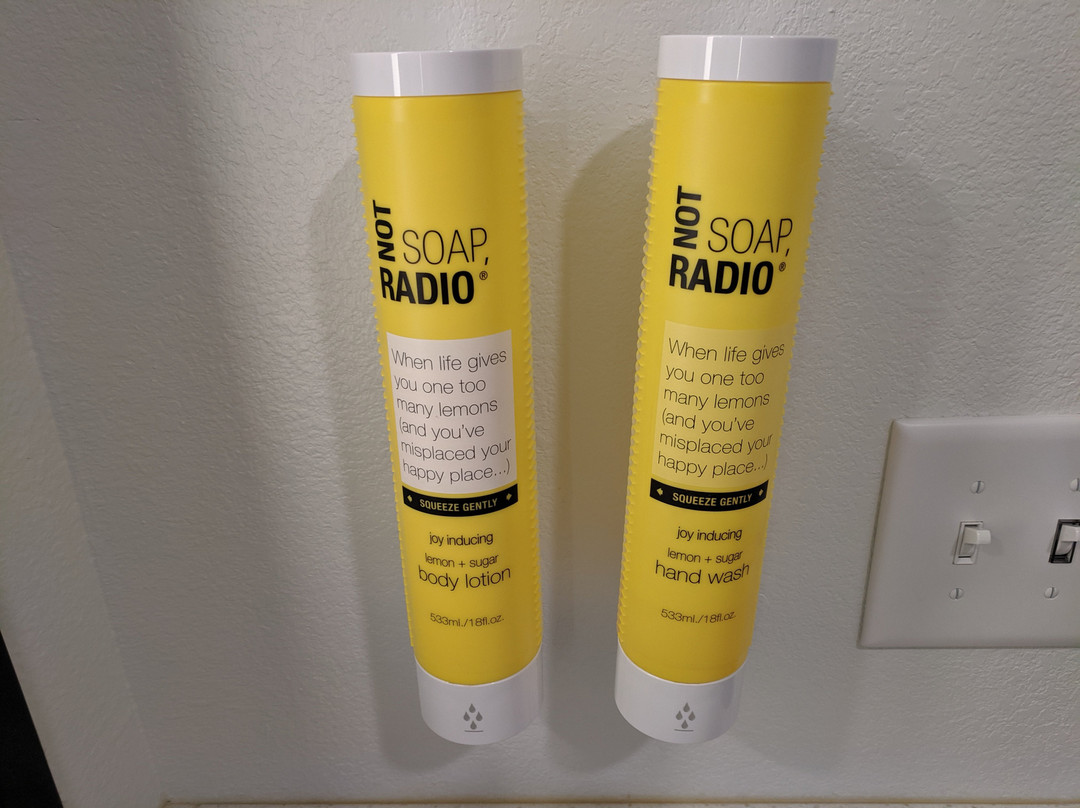 NOT
SOAP,
RADIO®
When life gives
you one too
many lemons
(and you've
misplaced your
happy place...)
SQUEEZE GENTLY
joy inducing
lemon + sugar
body lotion
533ml./18fl.oz.
NOT
SOAP,
RADIO®
When life gives
you one too
many lemons
(and you've
misplaced your
happy place...)
SQUEEZE GENTLY
joy inducing
lemon + sugar
hand wash
533ml./18fl.oz.